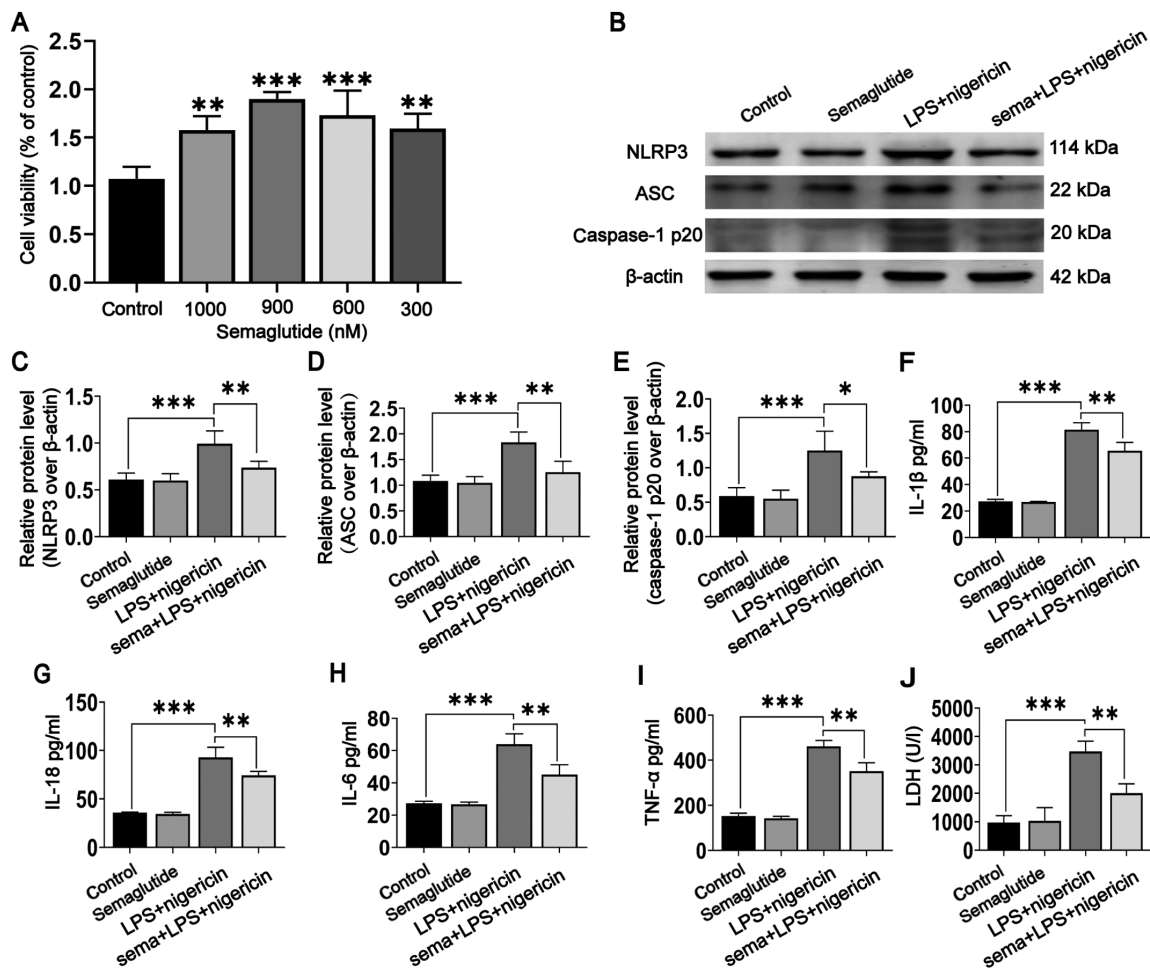 A
Cell viability (% of control)
2.5
2.0
1.5
1.0
0.5
0.0
**
***
***
**
Control
1000
900
600
300
Semaglutide (nM)
B
Control
Semaglutide
LPS+nigericin
sema+LPS+nigericin
NLRP3
114 kDa
ASC
22 kDa
Caspase-1 p20
20 kDa
β-actin
42 kDa
C
Relative protein level
(NLRP3 over β-actin)
1.5
1.0
0.5
0.0
***
**
Control
Semaglutide
LPS+nigericin
sema+LPS+nigericin
D
Relative protein level
(ASC over β-actin)
2.5
2.0
1.5
1.0
0.5
0.0
***
**
Control
Semaglutide
LPS+nigericin
sema+LPS+nigericin
E
Relative protein level
(caspase-1 p20 over β-actin)
2.0
1.5
1.0
0.5
0.0
***
*
Control
Semaglutide
LPS+nigericin
sema+LPS+nigericin
F
IL-1β pg/ml
100
80
60
40
20
0
***
**
Control
Semaglutide
LPS+nigericin
sema+LPS+nigericin
G
IL-18 pg/ml
150
100
50
0
***
**
Control
Semaglutide
LPS+nigericin
sema+LPS+nigericin
H
IL-6 pg/ml
80
60
40
20
0
***
**
Control
Semaglutide
LPS+nigericin
sema+LPS+nigericin
I
TNF-α pg/ml
600
400
200
0
***
**
Control
Semaglutide
LPS+nigericin
sema+LPS+nigericin
J
LDH (U/l)
5000
4000
3000
2000
1000
0
***
**
Control
Semaglutide
LPS+nigericin
sema+LPS+nigericin